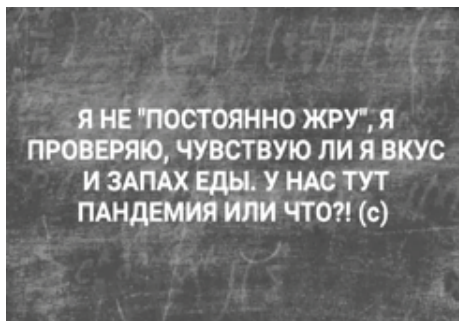 Я НЕ "ПОСТОЯННО ЖРУ", Я
ПРОВЕРЯЮ, ЧУВСТВУЮ ЛИ Я ВКУС
И ЗАПАХ ЕДЫ. У НАС ТУТ
ПАНДЕМИЯ ИЛИ ЧТО?! (с)